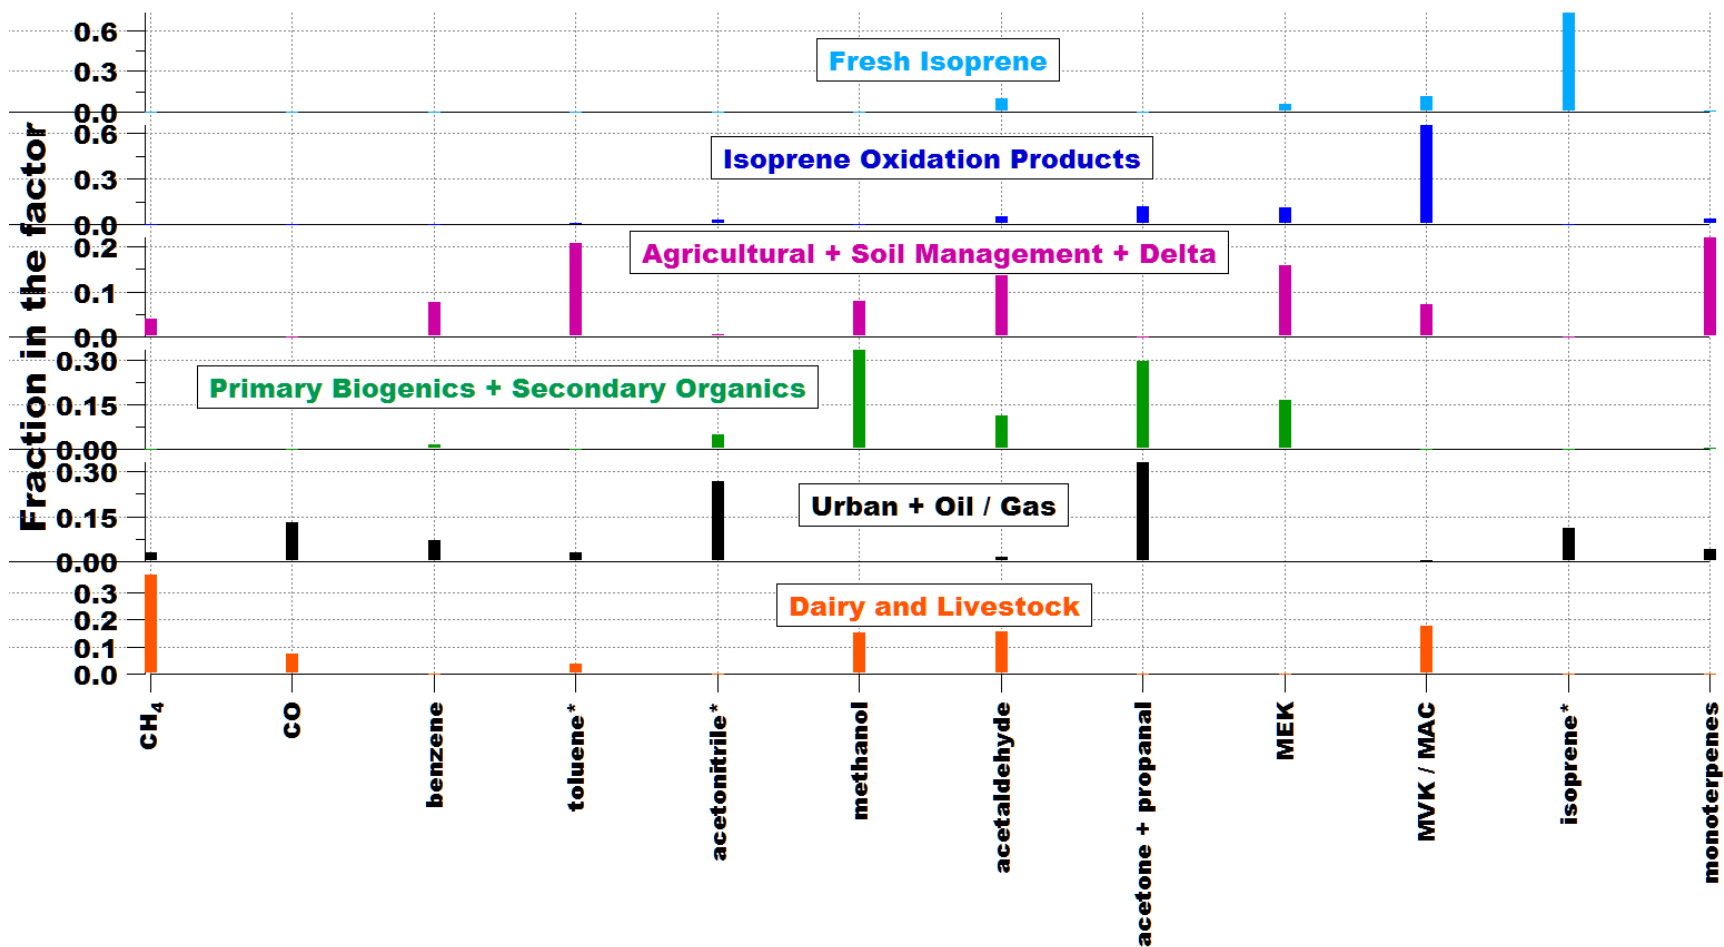 Fraction in the factor
0.6
0.3
0.0
Fresh Isoprene
0.6
0.3
0.0
Isoprene Oxidation Products
0.2
0.1
0.0
Agricultural + Soil Management + Delta
0.30
0.15
0.00
Primary Biogenics + Secondary Organics
0.30
0.15
0.00
Urban + Oil / Gas
0.3
0.2
0.1
0.0
Dairy and Livestock
CH₄
CO
benzene
toluene*
acetonitrile*
methanol
acetaldehyde
acetone + propanal
MEK
MVK / MAC
isoprene*
monoterpenes